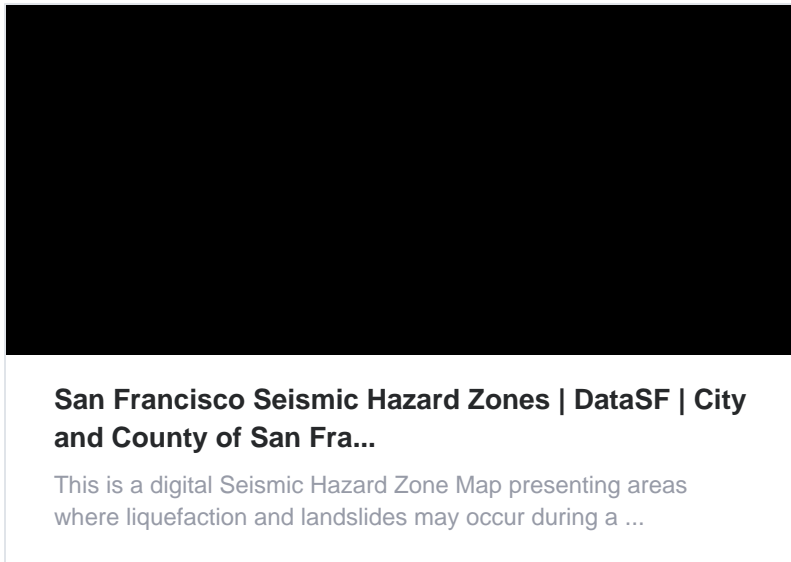 San Francisco Seismic Hazard Zones | DataSF | City
and County of San Fra...
This is a digital Seismic Hazard Zone Map presenting areas
where liquefaction and landslides may occur during a ...